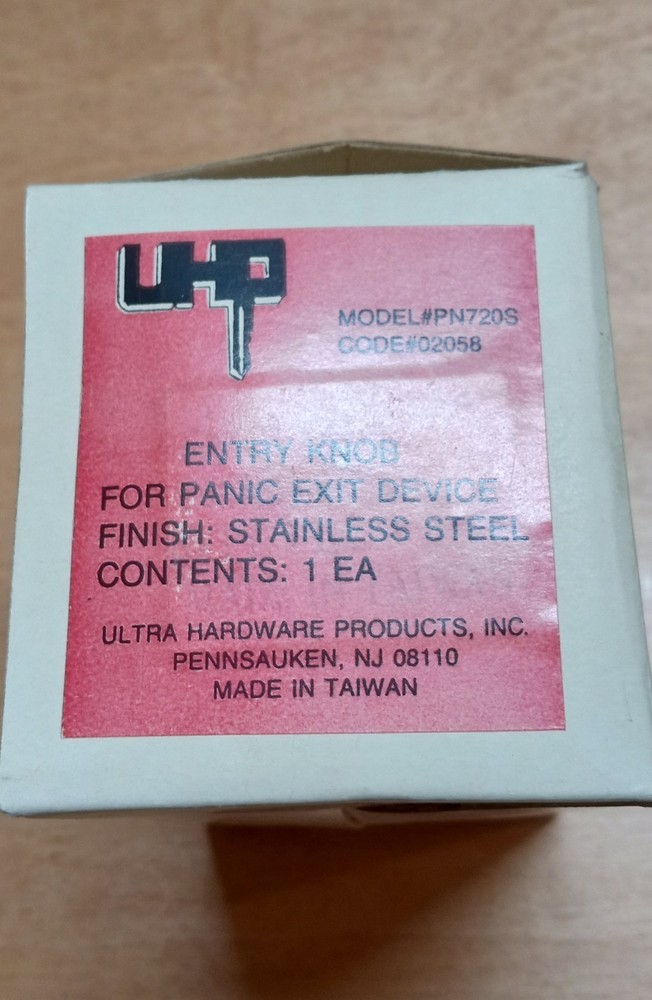 UHP
MODEL#PN720S
CODE#02058
ENTRY KNOB
FOR PANIC EXIT DEVICE
FINISH: STAINLESS STEEL
CONTENTS: 1 EA
ULTRA HARDWARE PRODUCTS, INC.
PENNSAUKEN, NJ 08110
MADE IN TAIWAN